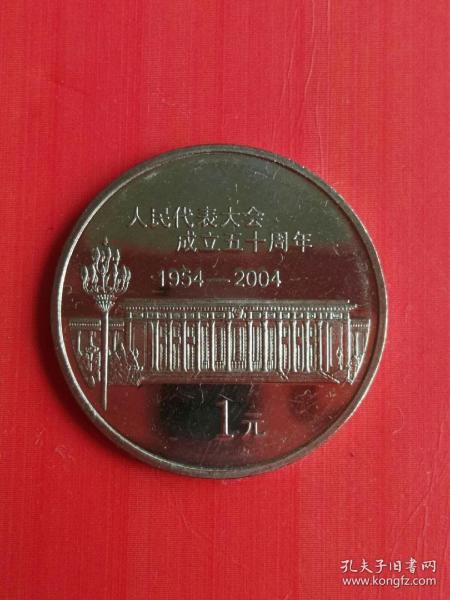 人民代表大会
成立五十周年
1954—2004
1元
孔夫子旧书网
www.kongfz.com